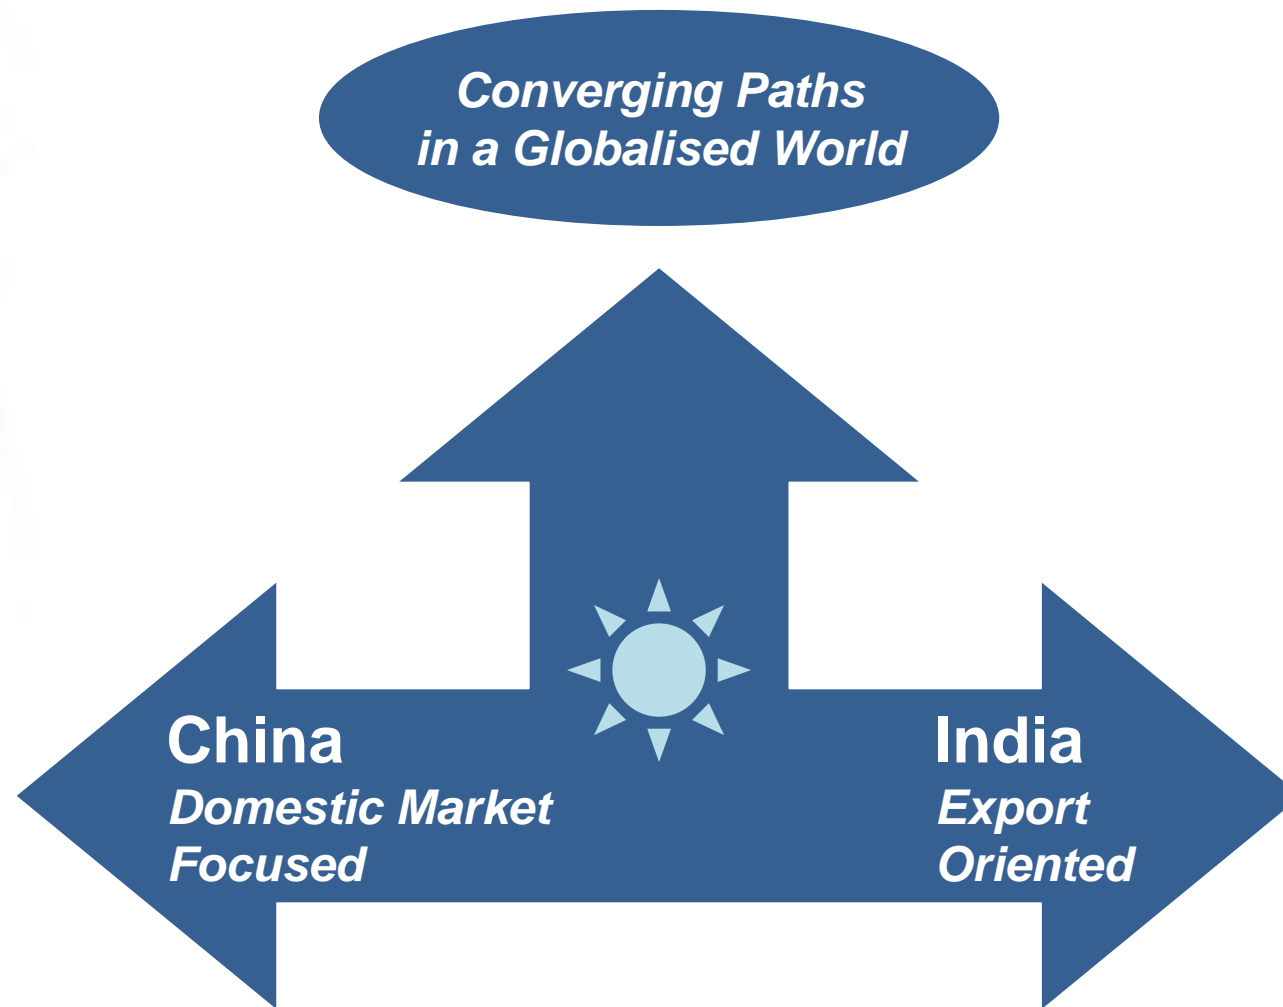 Converging Paths
in a Globalised World
China
Domestic Market
Focused
India
Export
Oriented